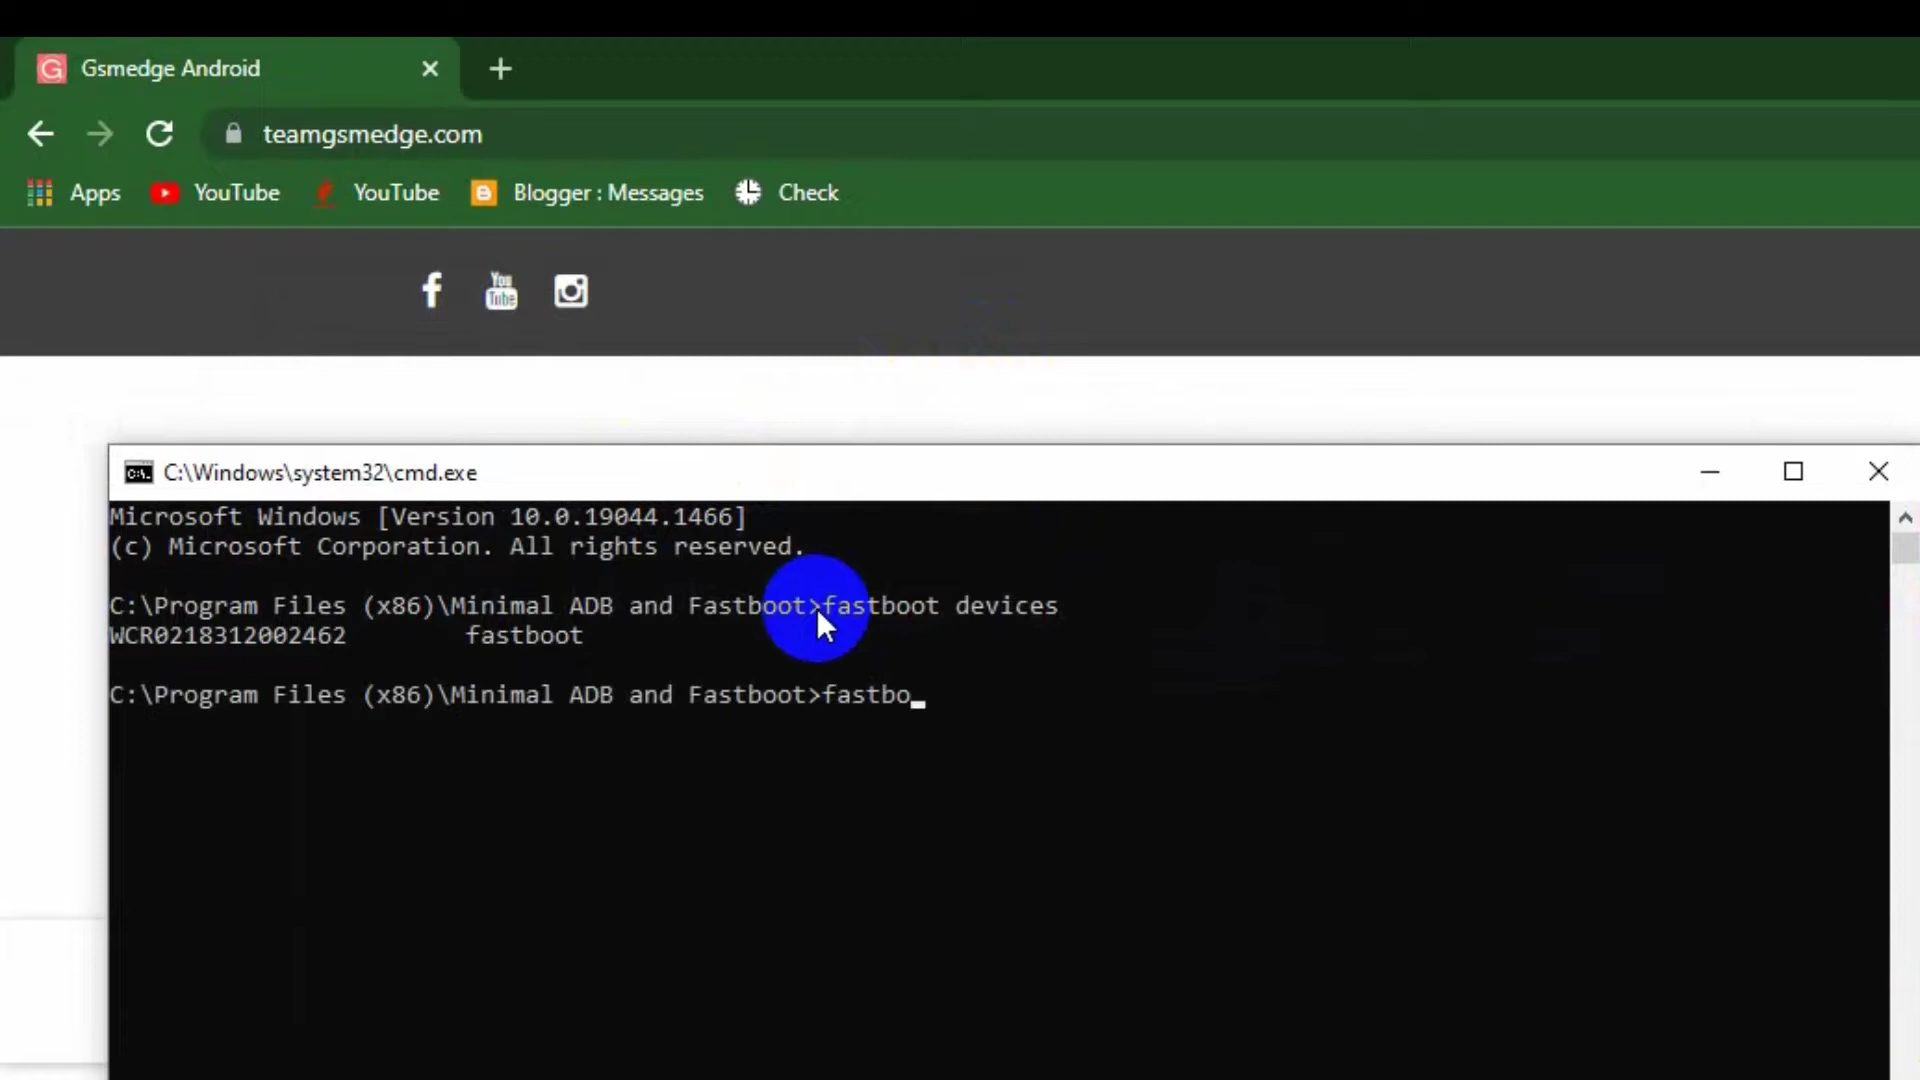 Gsmedge Android
teamgsmedge.com
Apps YouTube YouTube Blogger : Messages Check
You Tube
C:\Windows\system32\cmd.exe
Microsoft Windows [Version 10.0.19044.1466]
(c) Microsoft Corporation. All rights reserved.
C:\Program Files (x86)\Minimal ADB and Fastboot>fastboot devices
WCR0218312002462 fastboot
C:\Program Files (x86)\Minimal ADB and Fastboot>fastbo_